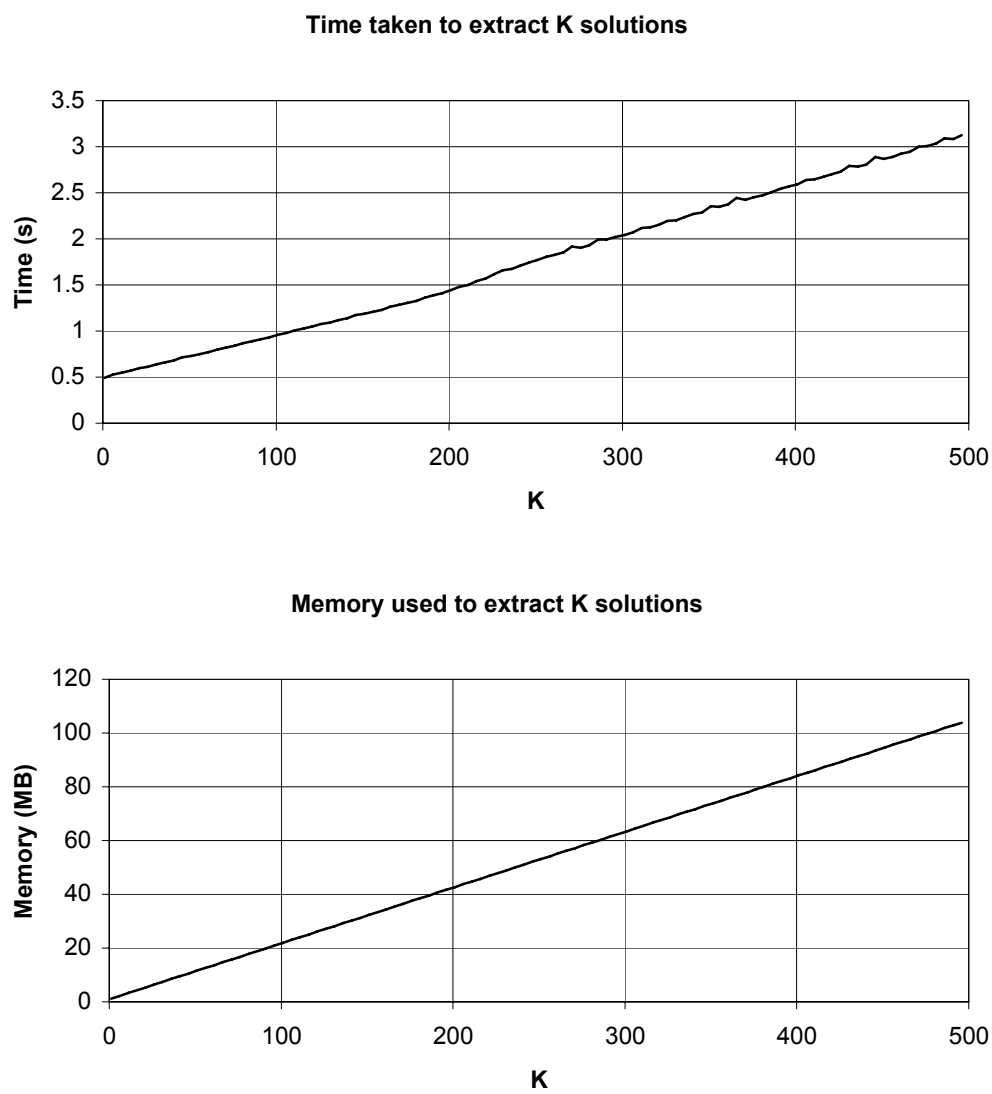 Time taken to extract K solutions
3.5
3
2.5
2
1.5
1
0.5
0
Time (s)
0 100 200 300 400 500
K
Memory used to extract K solutions
120
100
80
60
40
20
0
Memory (MB)
0 100 200 300 400 500
K